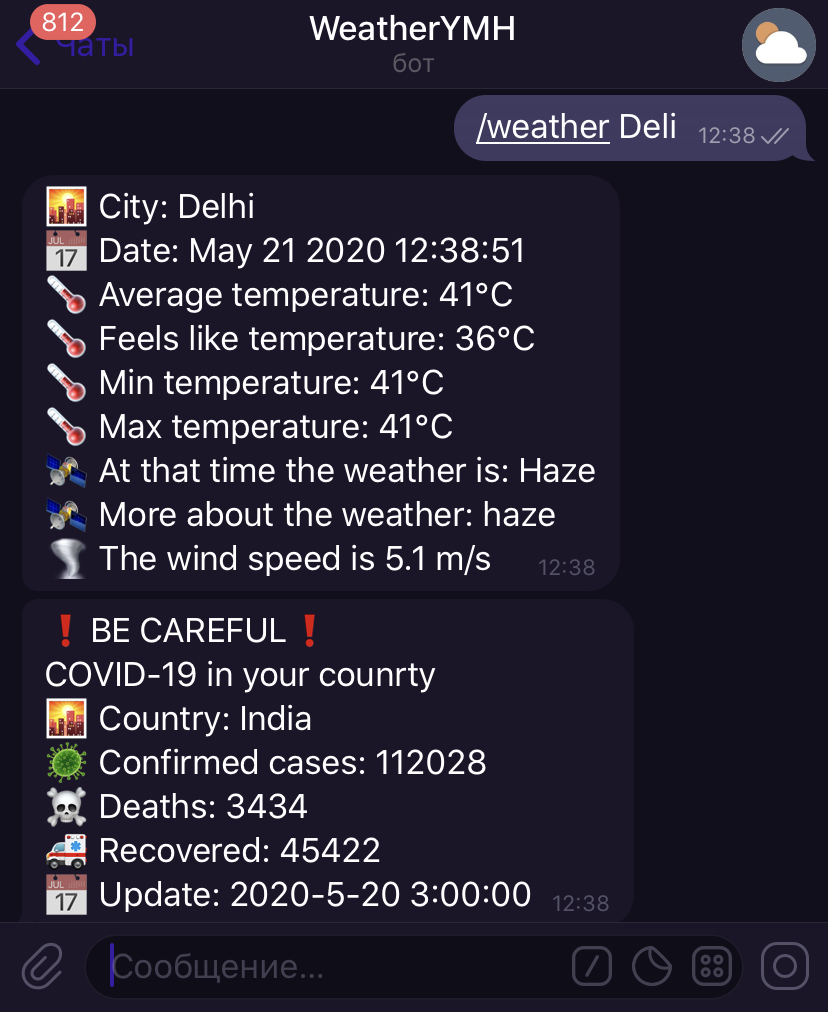 812
Чаты
WeatherYMH
бот
/weather Deli 12:38
City: Delhi
JUL 17 Date: May 21 2020 12:38:51
Average temperature: 41°C
Feels like temperature: 36°C
Min temperature: 41°C
Max temperature: 41°C
At that time the weather is: Haze
More about the weather: haze
The wind speed is 5.1 m/s 12:38
❗ BE CAREFUL ❗
COVID-19 in your counrty
Country: India
Confirmed cases: 112028
Deaths: 3434
Recovered: 45422
JUL 17 Update: 2020-5-20 3:00:00 12:38
Сообщение...